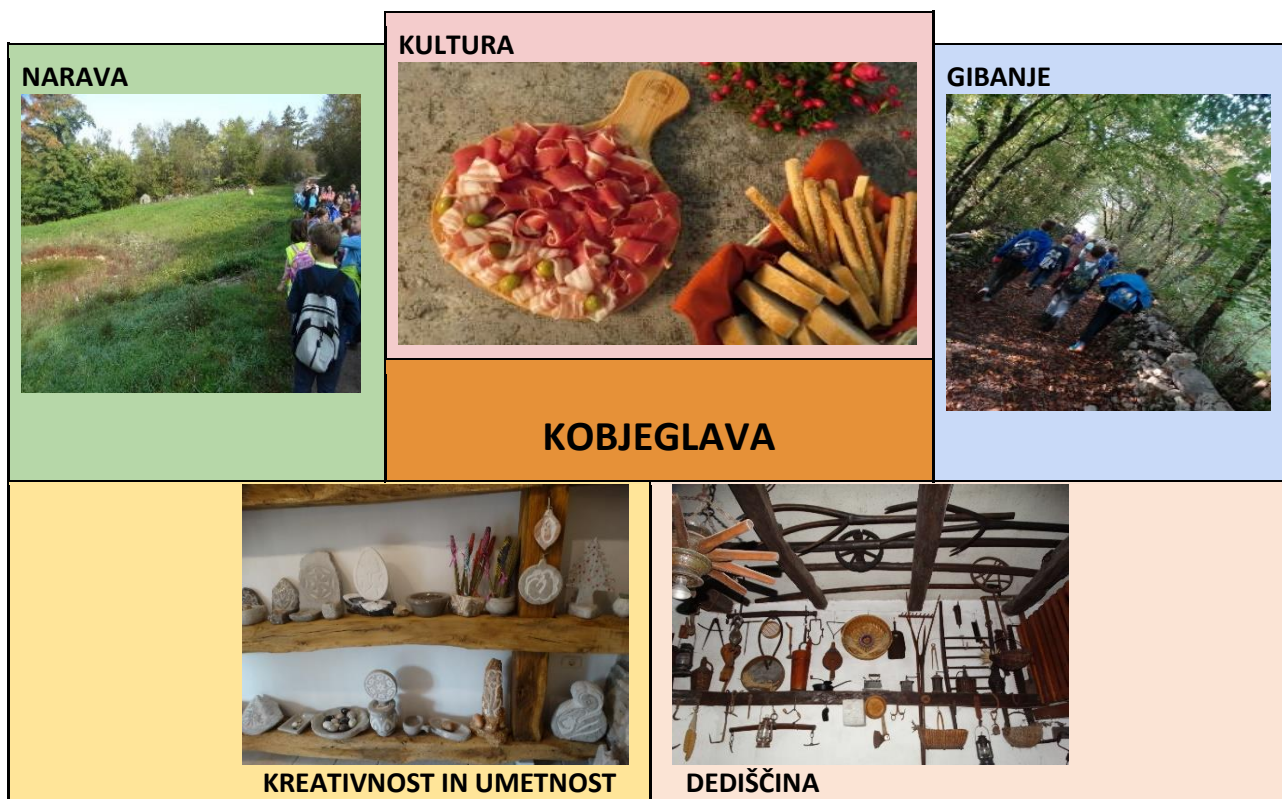 NARAVA
KULTURA
GIBANJE
KOBJEGLAVA
KREATIVNOST IN UMETNOST
DEDIŠČINA